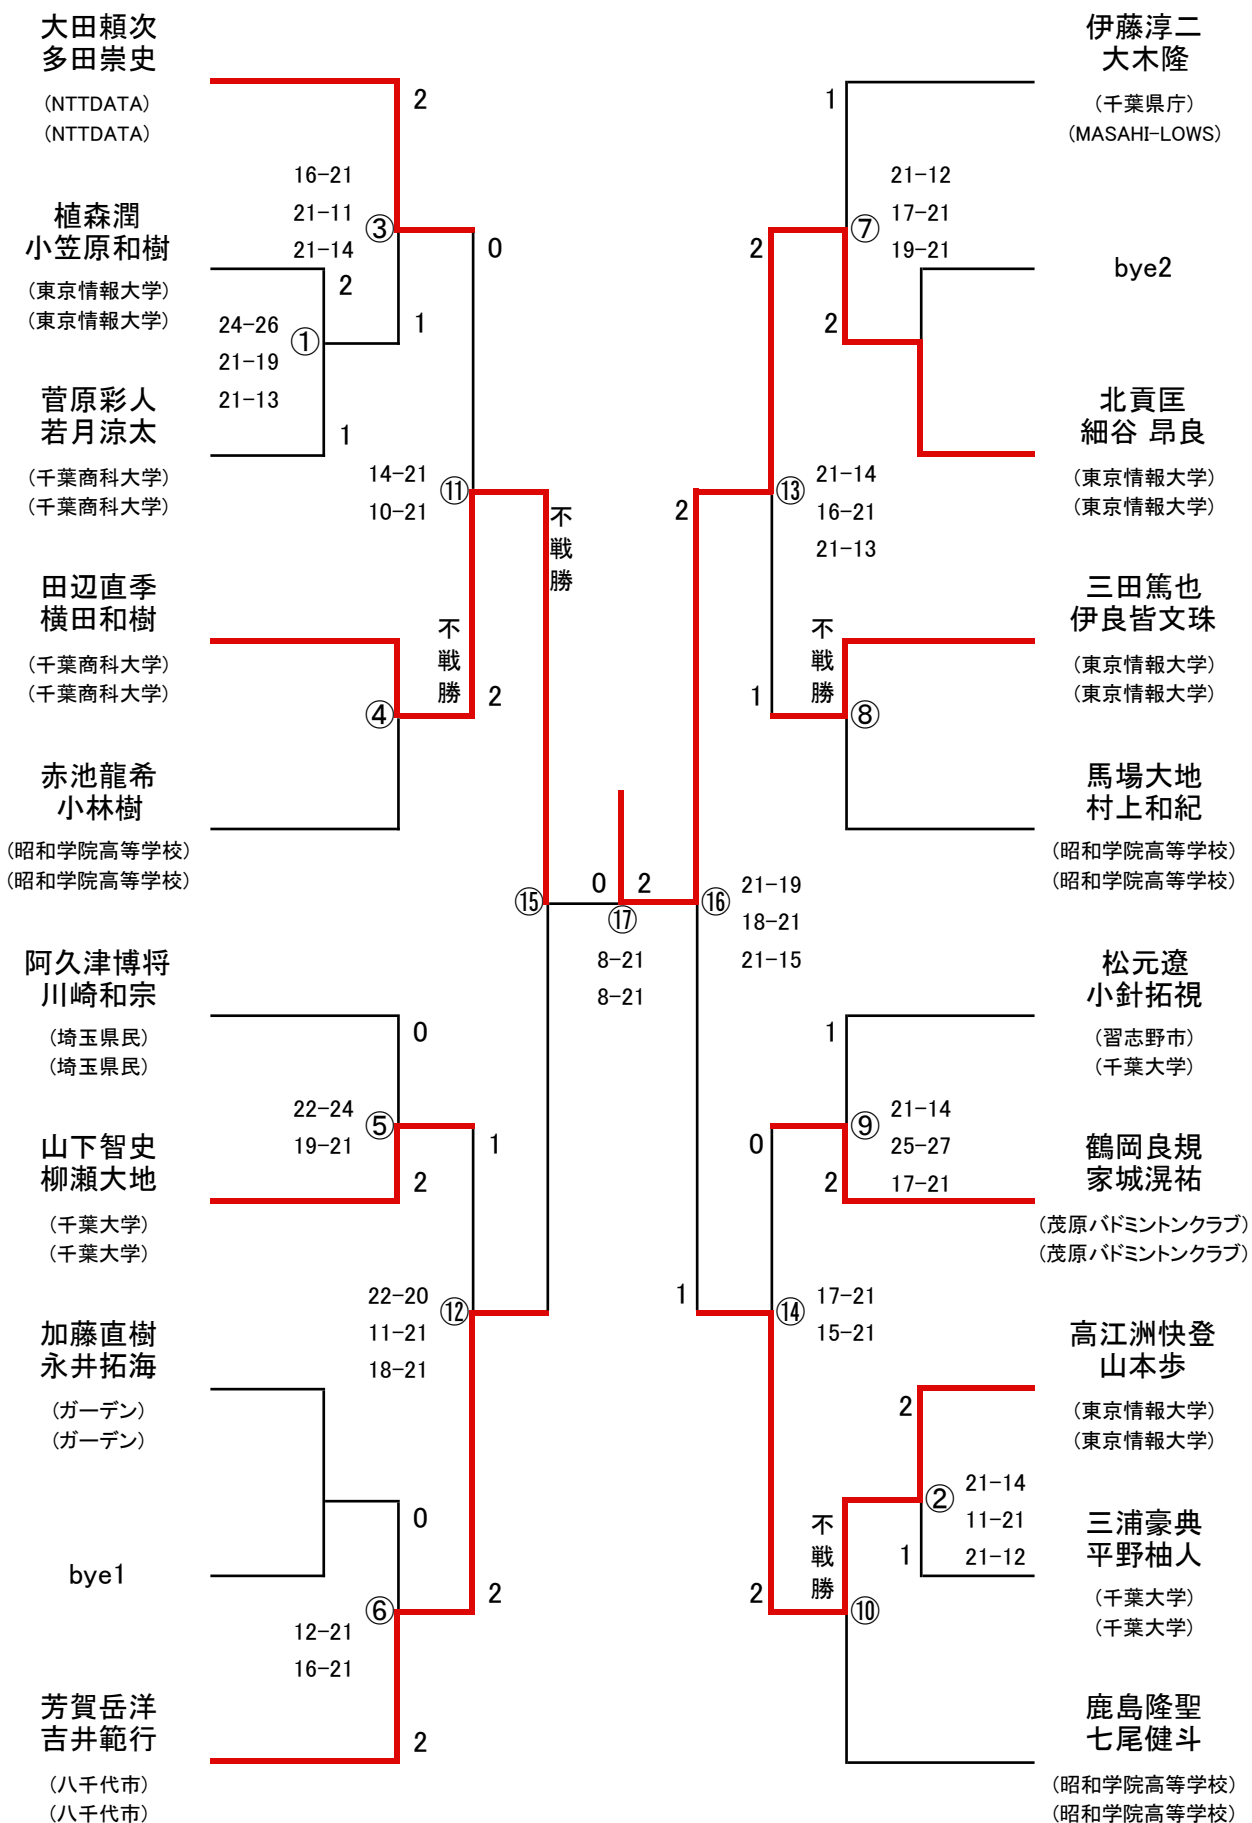 大田頼次
多田崇史
(NTTDATA)
(NTTDATA)
植森潤
小笠原和樹
(東京情報大学)
(東京情報大学)
菅原彩人
若月涼太
(千葉商科大学)
(千葉商科大学)
田辺直季
横田和樹
(千葉商科大学)
(千葉商科大学)
赤池龍希
小林樹
(昭和学院高等学校)
(昭和学院高等学校)
阿久津博将
川崎和宗
(埼玉県民)
(埼玉県民)
山下智史
柳瀬大地
(千葉大学)
(千葉大学)
加藤直樹
永井拓海
(ガーデン)
(ガーデン)
bye1
芳賀岳洋
吉井範行
(八千代市)
(八千代市)
2
16-21
21-11
21-14
③
0
2
24-26
21-19
21-13
①
1
1
14-21
10-21
⑪
不戦勝
不戦勝
④
2
⑮
0
22-24
19-21
⑤
1
2
22-20
11-21
18-21
⑫
0
2
⑥
12-21
16-21
2
0
2
⑰
8-21
8-21
伊藤淳二
大木隆
(千葉県庁)
(MASAHI-LOWS)
bye2
北貢匡
細谷 昂良
(東京情報大学)
(東京情報大学)
三田篤也
伊良皆文珠
(東京情報大学)
(東京情報大学)
馬場大地
村上和紀
(昭和学院高等学校)
(昭和学院高等学校)
松元遼
小針拓視
(習志野市)
(千葉大学)
鶴岡良規
家城滉祐
(茂原バドミントンクラブ)
(茂原バドミントンクラブ)
高江洲快登
山本歩
(東京情報大学)
(東京情報大学)
三浦豪典
平野柚人
(千葉大学)
(千葉大学)
鹿島隆聖
七尾健斗
(昭和学院高等学校)
(昭和学院高等学校)
1
21-12
17-21
19-21
⑦
2
2
2
⑬
21-14
16-21
21-13
不戦勝
1
⑧
⑯
21-19
18-21
21-15
1
⑨
21-14
25-27
17-21
0
2
1
⑭
17-21
15-21
2
②
21-14
11-21
21-12
不戦勝
1
2
⑩